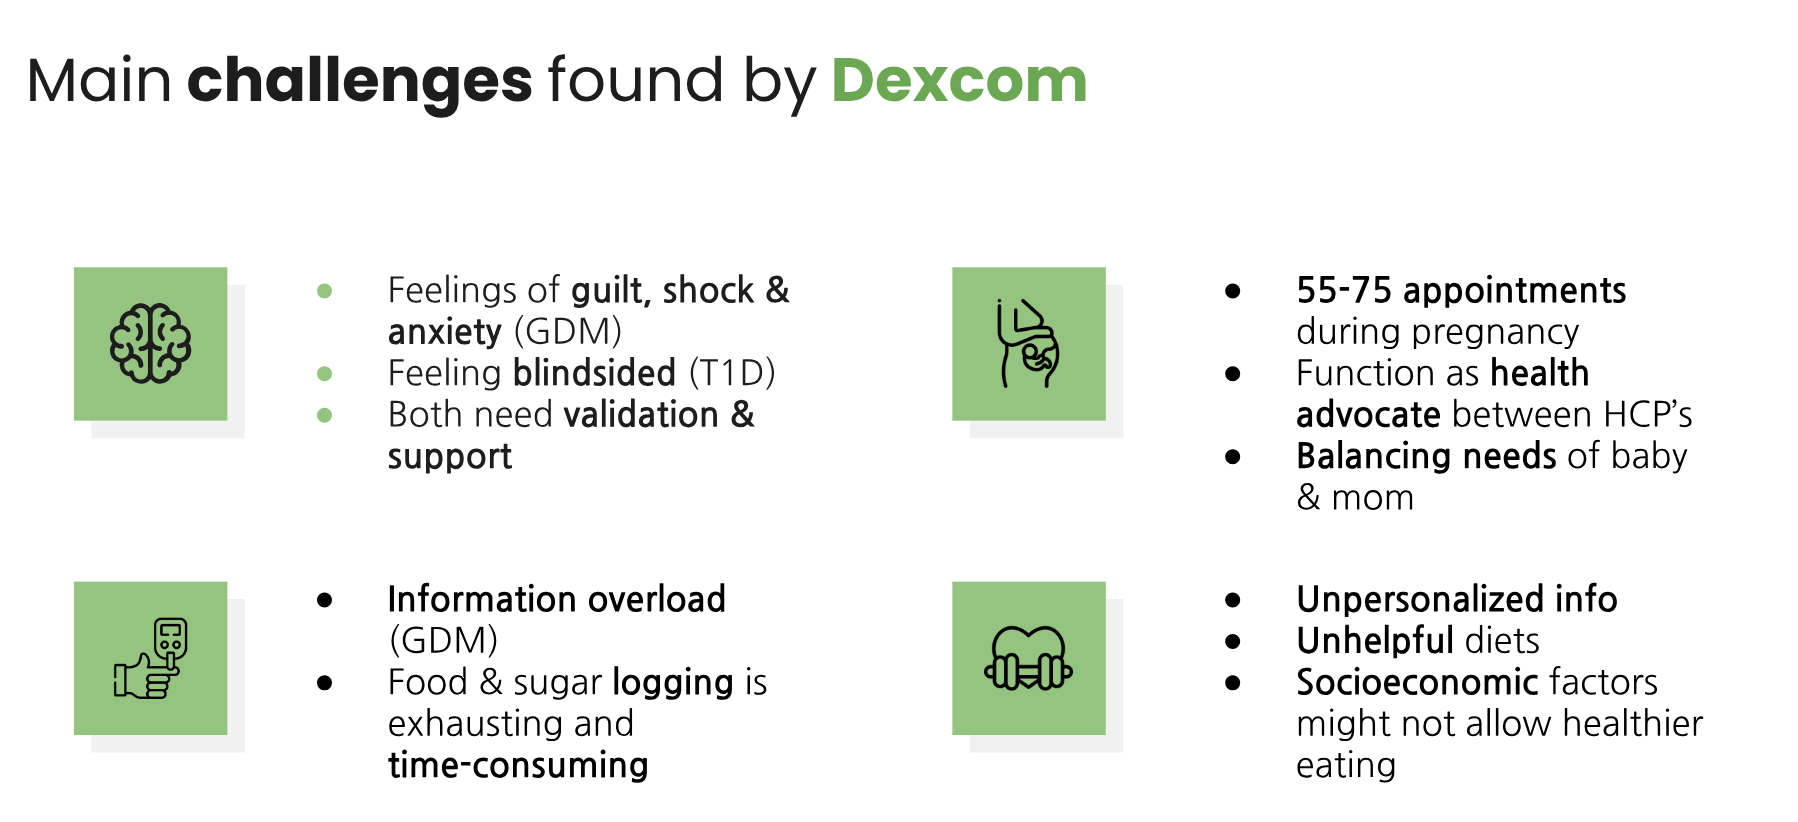 Main challenges found by Dexcom
● Feelings of guilt, shock &
anxiety (GDM)
● Feeling blindsided (T1D)
● Both need validation &
support
● 55-75 appointments
during pregnancy
● Function as health
advocate between HCP’s
● Balancing needs of baby
& mom
● Information overload
(GDM)
● Food & sugar logging is
exhausting and
time-consuming
● Unpersonalized info
● Unhelpful diets
● Socioeconomic factors
might not allow healthier
eating